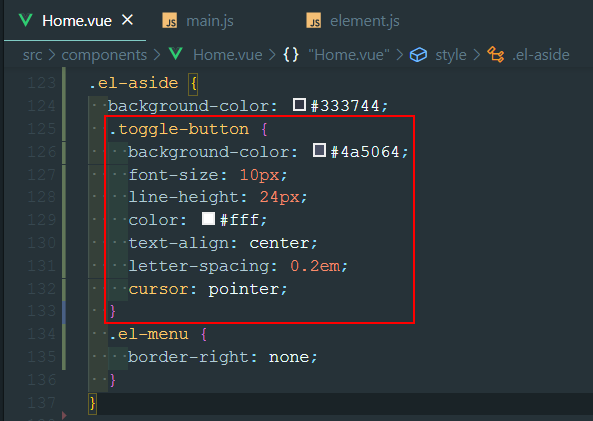 Home.vue
main.js
element.js
src > components > Home.vue > {} "Home.vue" > style > .el-aside
123 .el-aside {
124 background-color: #333744;
125 .toggle-button {
126 background-color: #4a5064;
127 font-size: 10px;
128 line-height: 24px;
129 color: #fff;
130 text-align: center;
131 letter-spacing: 0.2em;
132 cursor: pointer;
133 }
134 .el-menu {
135 border-right: none;
136 }
137 }